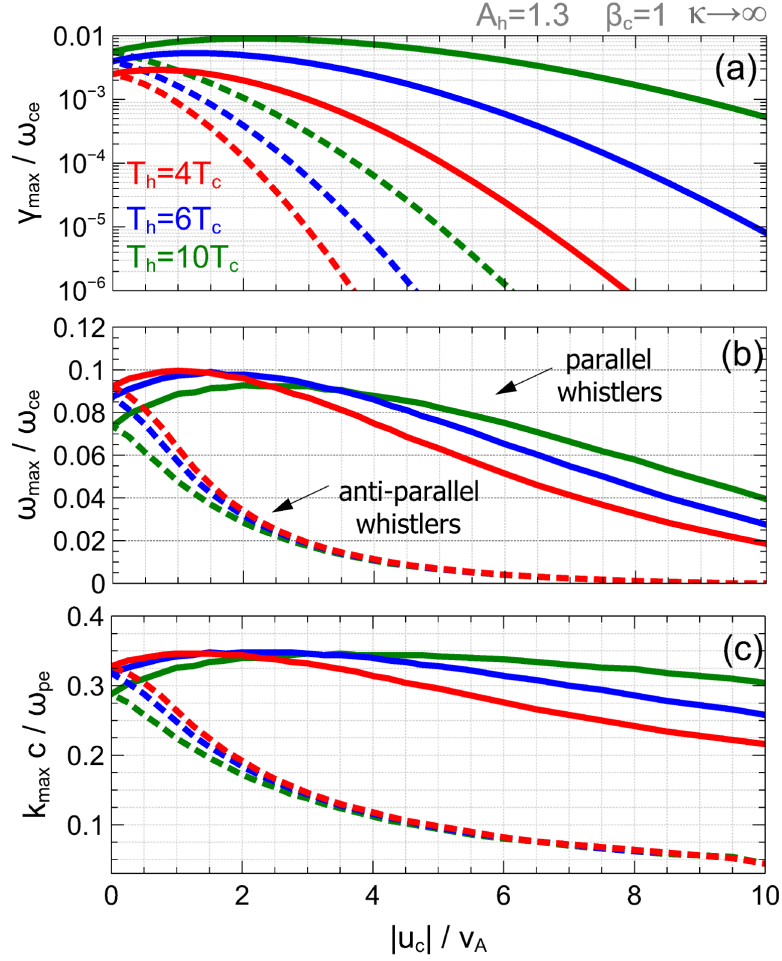 A_h=1.3 β_c=1 κ→∞
(a)
0.01
10^-3
10^-4
10^-5
10^-6
γ_max / ω_ce
T_h=4T_c
T_h=6T_c
T_h=10T_c
(b)
0.12
0.1
0.08
0.06
0.04
0.02
0
ω_max / ω_ce
parallel
whistlers
anti-parallel
whistlers
(c)
0.4
0.3
0.2
0.1
k_max c / ω_pe
0 2 4 6 8 10
|u_c| / v_A